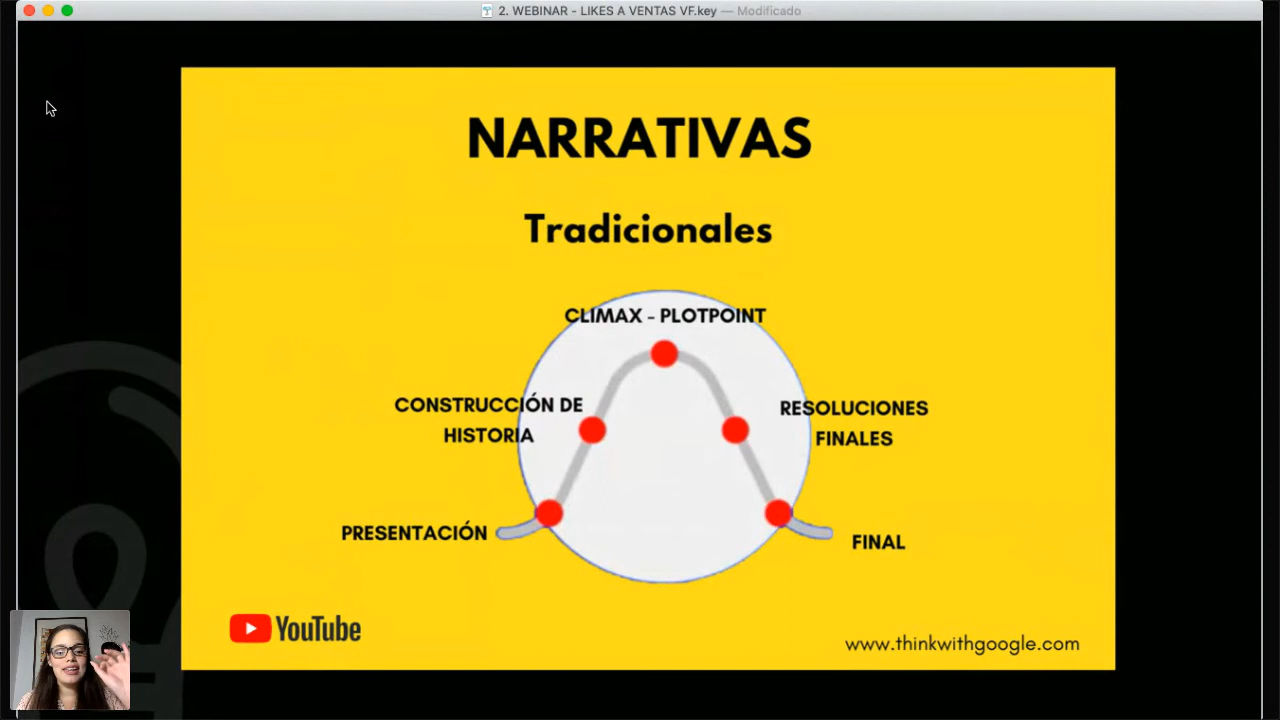 2. WEBINAR - LIKES A VENTAS VF.key — Modificado
NARRATIVAS
Tradicionales
CLIMAX - PLOTPOINT
CONSTRUCCIÓN DE
HISTORIA
RESOLUCIONES
FINALES
PRESENTACIÓN
FINAL
YouTube
www.thinkwithgoogle.com